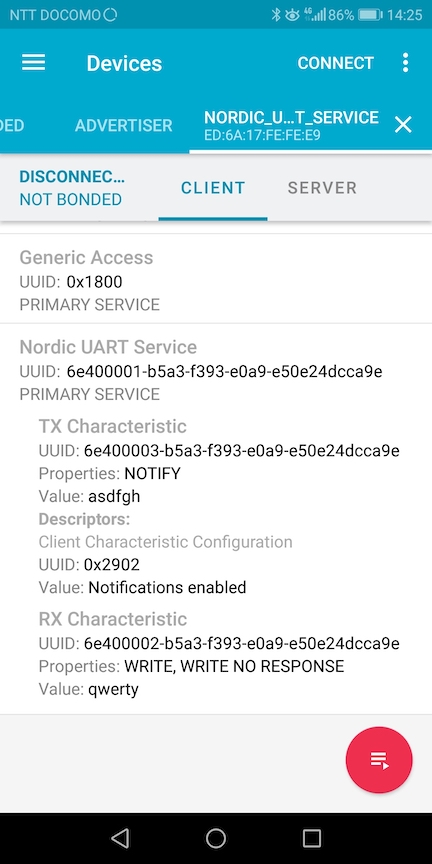 NTT DOCOMO 4G 86% 14:25
Devices CONNECT
DED ADVERTISER NORDIC_U...T_SERVICE
ED:6A:17:FE:FE:E9
DISCONNEC... CLIENT SERVER
NOT BONDED
Generic Access
UUID: 0x1800
PRIMARY SERVICE
Nordic UART Service
UUID: 6e400001-b5a3-f393-e0a9-e50e24dcca9e
PRIMARY SERVICE
TX Characteristic
UUID: 6e400003-b5a3-f393-e0a9-e50e24dcca9e
Properties: NOTIFY
Value: asdfgh
Descriptors:
Client Characteristic Configuration
UUID: 0x2902
Value: Notifications enabled
RX Characteristic
UUID: 6e400002-b5a3-f393-e0a9-e50e24dcca9e
Properties: WRITE, WRITE NO RESPONSE
Value: qwerty